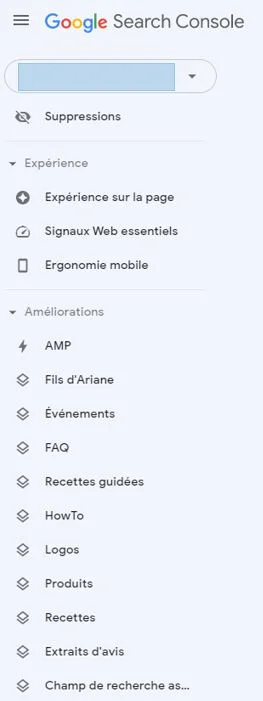 Google Search Console
Suppressions
Expérience
Expérience sur la page
Signaux Web essentiels
Ergonomie mobile
Améliorations
AMP
Fils d'Ariane
Événements
FAQ
Recettes guidées
HowTo
Logos
Produits
Recettes
Extraits d'avis
Champ de recherche as...